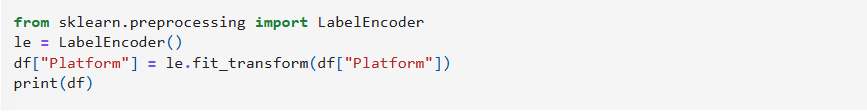 from sklearn.preprocessing import LabelEncoder
le = LabelEncoder()
df["Platform"] = le.fit_transform(df["Platform"])
print(df)